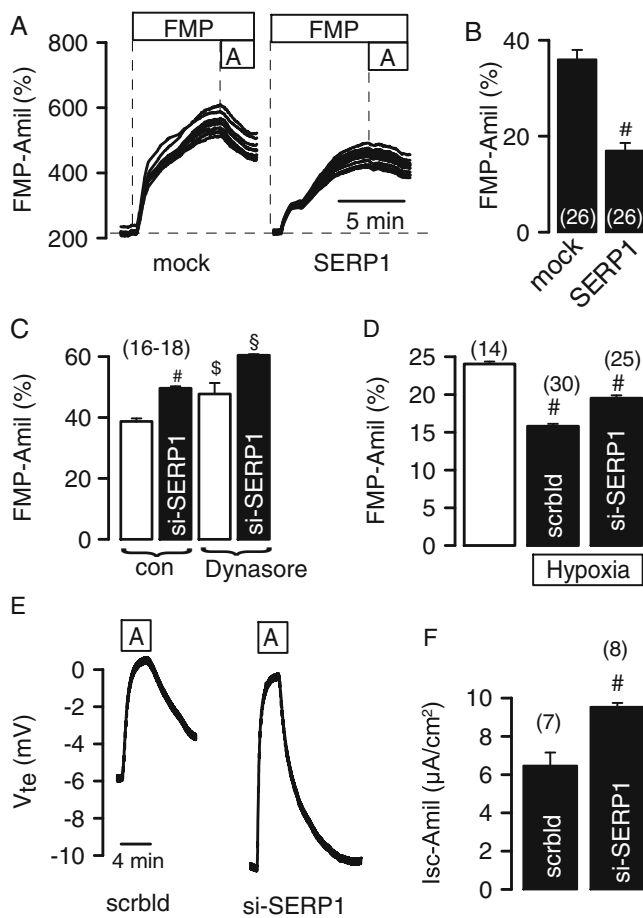 A
FMP
A
FMP
A
800
600
400
200
FMP-Amil (%)
5 min
mock
SERP1
B
40
20
0
FMP-Amil (%)
#
(26)
(26)
mock
SERP1
C
60
40
20
0
FMP-Amil (%)
(16-18)
#
$
§
si-SERP1
si-SERP1
con
Dynasore
D
25
20
15
10
5
0
FMP-Amil (%)
(14)
(30)
#
(25)
#
scrbld
si-SERP1
Hypoxia
E
A
A
0
-2
-4
-6
-8
-10
Vte (mV)
4 min
scrbld
si-SERP1
F
10
8
6
4
2
0
Isc-Amil (µA/cm²)
(7)
(8)
#
scrbld
si-SERP1